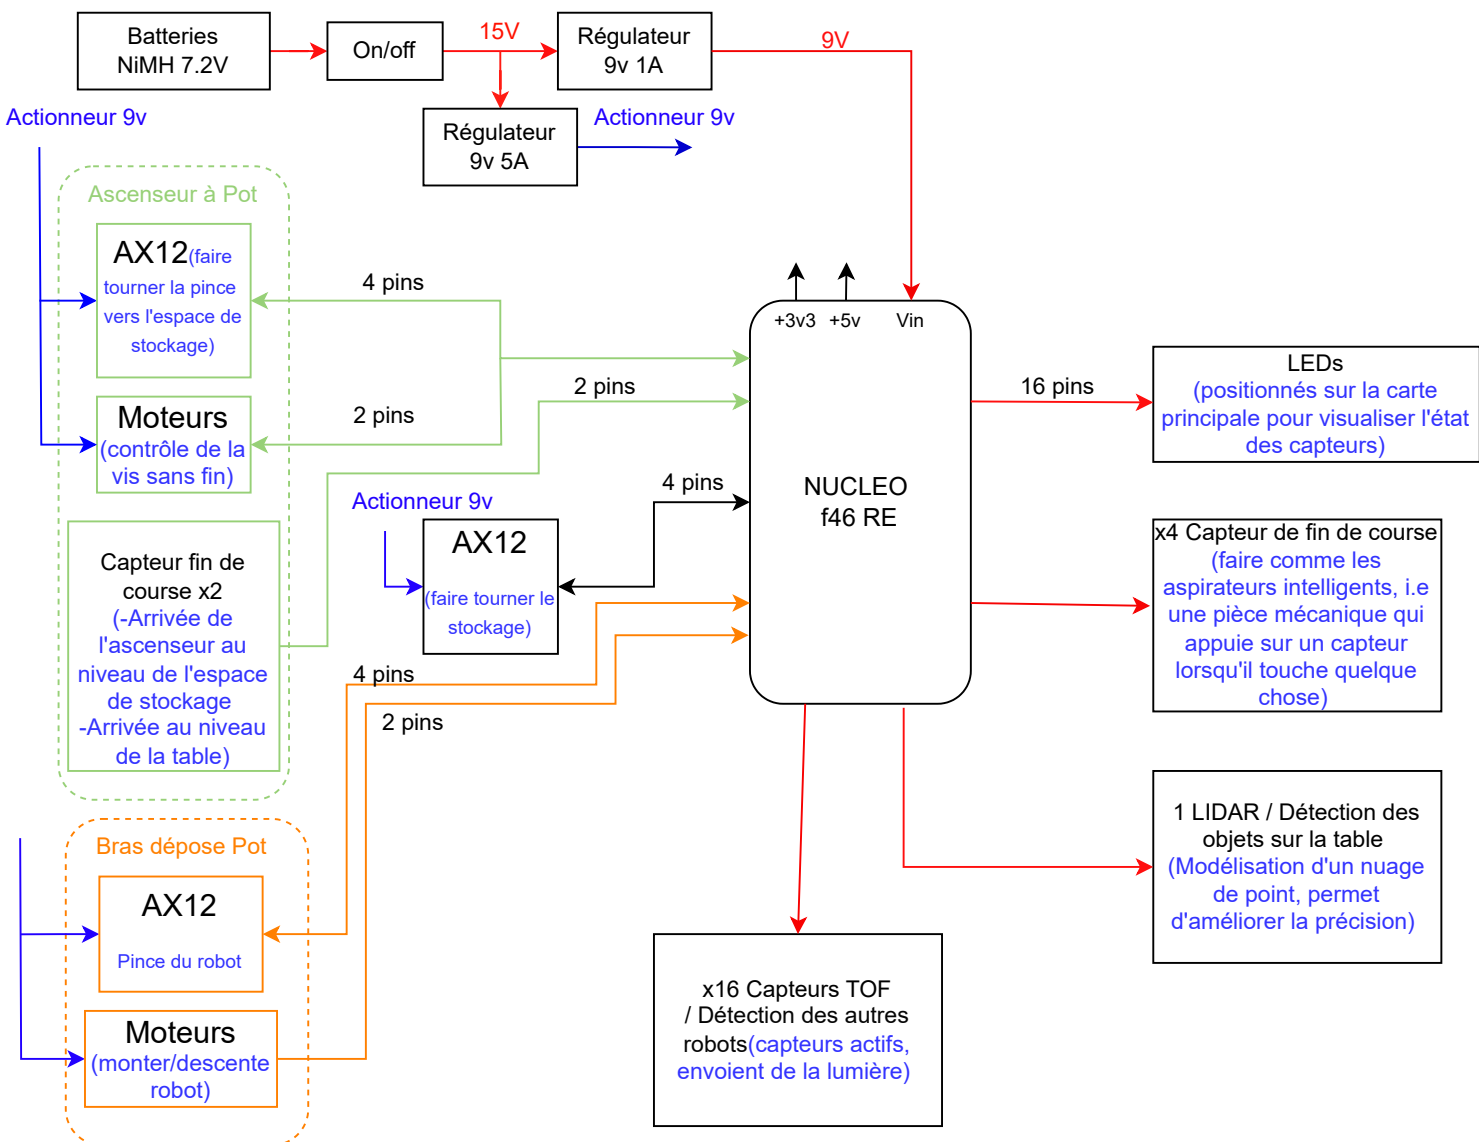 Batteries
NiMH 7.2V
On/off
15V
Régulateur
9v 1A
9V
Actionneur 9v
Régulateur
9v 5A
Actionneur 9v
Ascenseur à Pot
AX12(faire
tourner la pince
vers l'espace de
stockage)
4 pins
Moteurs
(contrôle de la
vis sans fin)
2 pins
2 pins
Capteur fin de
course x2
(-Arrivée de
l'ascenseur au
niveau de l'espace
de stockage
-Arrivée au niveau
de la table)
Actionneur 9v
AX12
(faire tourner le
stockage)
4 pins
4 pins
2 pins
+3v3
+5v
Vin
NUCLEO
f46 RE
16 pins
LEDs
(positionnés sur la carte
principale pour visualiser l'état
des capteurs)
x4 Capteur de fin de course
(faire comme les
aspirateurs intelligents, i.e
une pièce mécanique qui
appuie sur un capteur
lorsqu'il touche quelque
chose)
1 LIDAR / Détection des
objets sur la table
(Modélisation d'un nuage
de point, permet
d'améliorer la précision)
x16 Capteurs TOF
/ Détection des autres
robots(capteurs actifs,
envoient de la lumière)
Bras dépose Pot
AX12
Pince du robot
Moteurs
(monter/descente
robot)